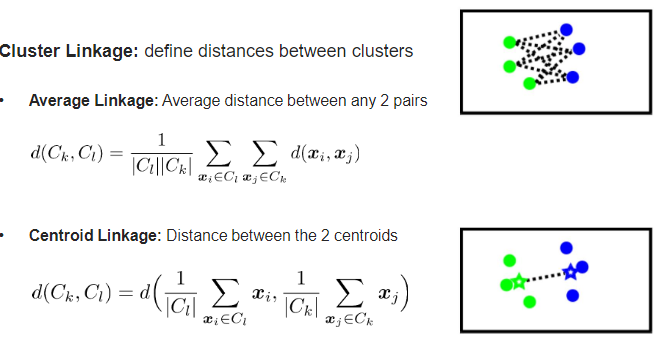 Cluster Linkage: define distances between clusters
• Average Linkage: Average distance between any 2 pairs
$d(C_k, C_l) = \frac{1}{|C_l||C_k|} \sum_{\boldsymbol{x}_i \in C_l} \sum_{\boldsymbol{x}_j \in C_k} d(\boldsymbol{x}_i, \boldsymbol{x}_j)$
• Centroid Linkage: Distance between the 2 centroids
$d(C_k, C_l) = d\left(\frac{1}{|C_l|} \sum_{\boldsymbol{x}_i \in C_l} \boldsymbol{x}_i, \frac{1}{|C_k|} \sum_{\boldsymbol{x}_j \in C_k} \boldsymbol{x}_j\right)$